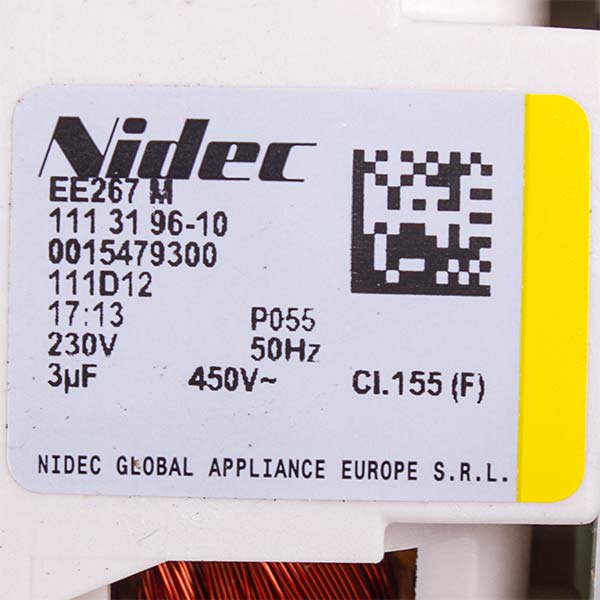 Nidec
EE267 M
111 31 96-10
0015479300
111D12
17:13 P055
230V 50Hz
3µF 450V~ Cl.155 (F)
NIDEC GLOBAL APPLIANCE EUROPE S.R.L.